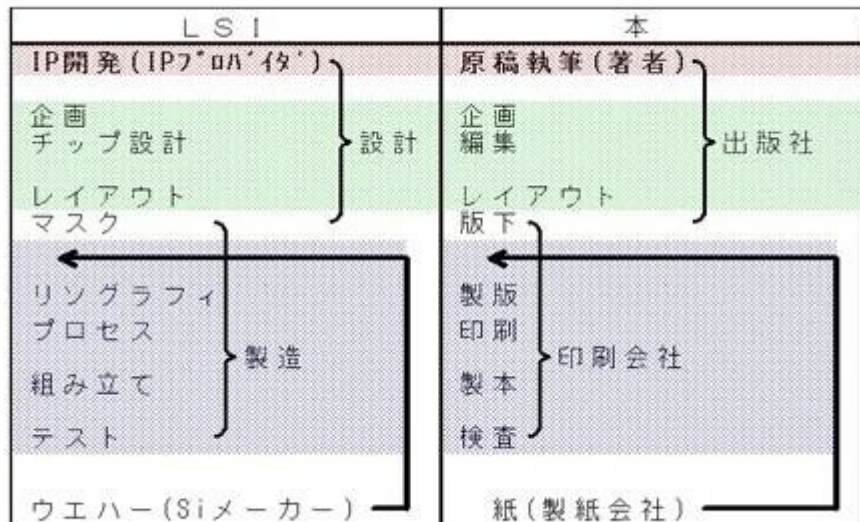 LSI
IP開発(IPﾌﾟﾛﾊﾞｲﾀﾞ)
企画
チップ設計
設計
レイアウト
マスク
リソグラフィ
プロセス
製造
組み立て
テスト
ウエハー(Siメーカー)
本
原稿執筆(著者)
企画
編集
出版社
レイアウト
版下
製版
印刷
印刷会社
製本
検査
紙(製紙会社)